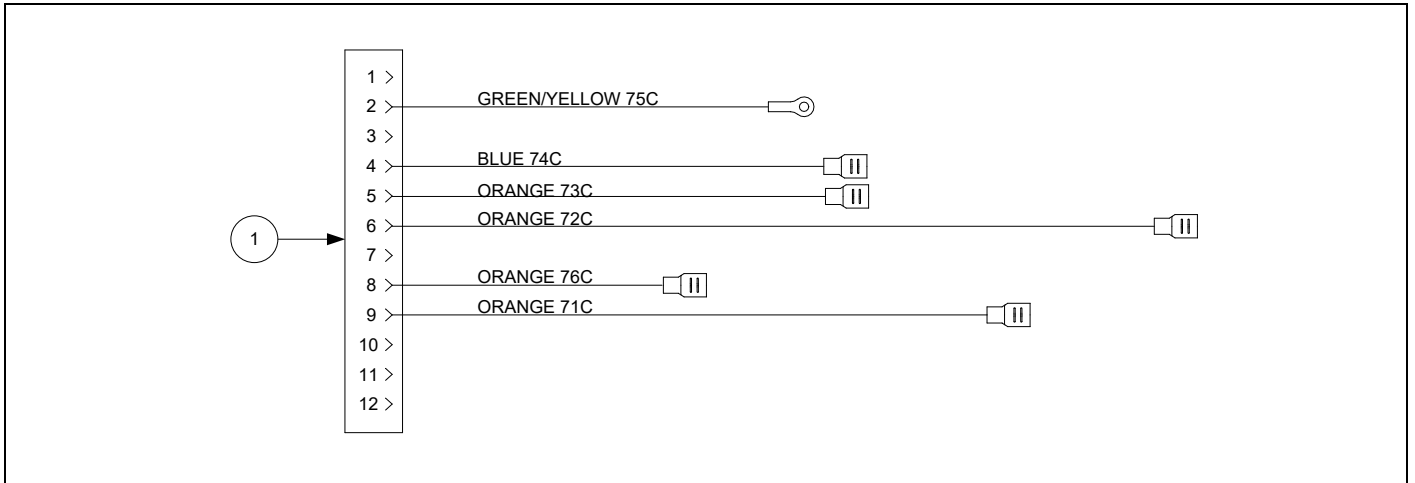 1
2 GREEN/YELLOW 75C
3
4 BLUE 74C
5 ORANGE 73C
6 ORANGE 72C
1
7
8 ORANGE 76C
9 ORANGE 71C
10
11
12